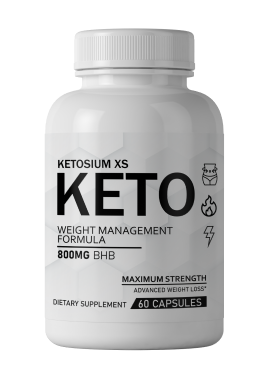 KETOSIUM XS
KETO
WEIGHT MANAGEMENT
FORMULA
800MG BHB
MAXIMUM STRENGTH
ADVANCED WEIGHT LOSS*
DIETARY SUPPLEMENT 60 CAPSULES